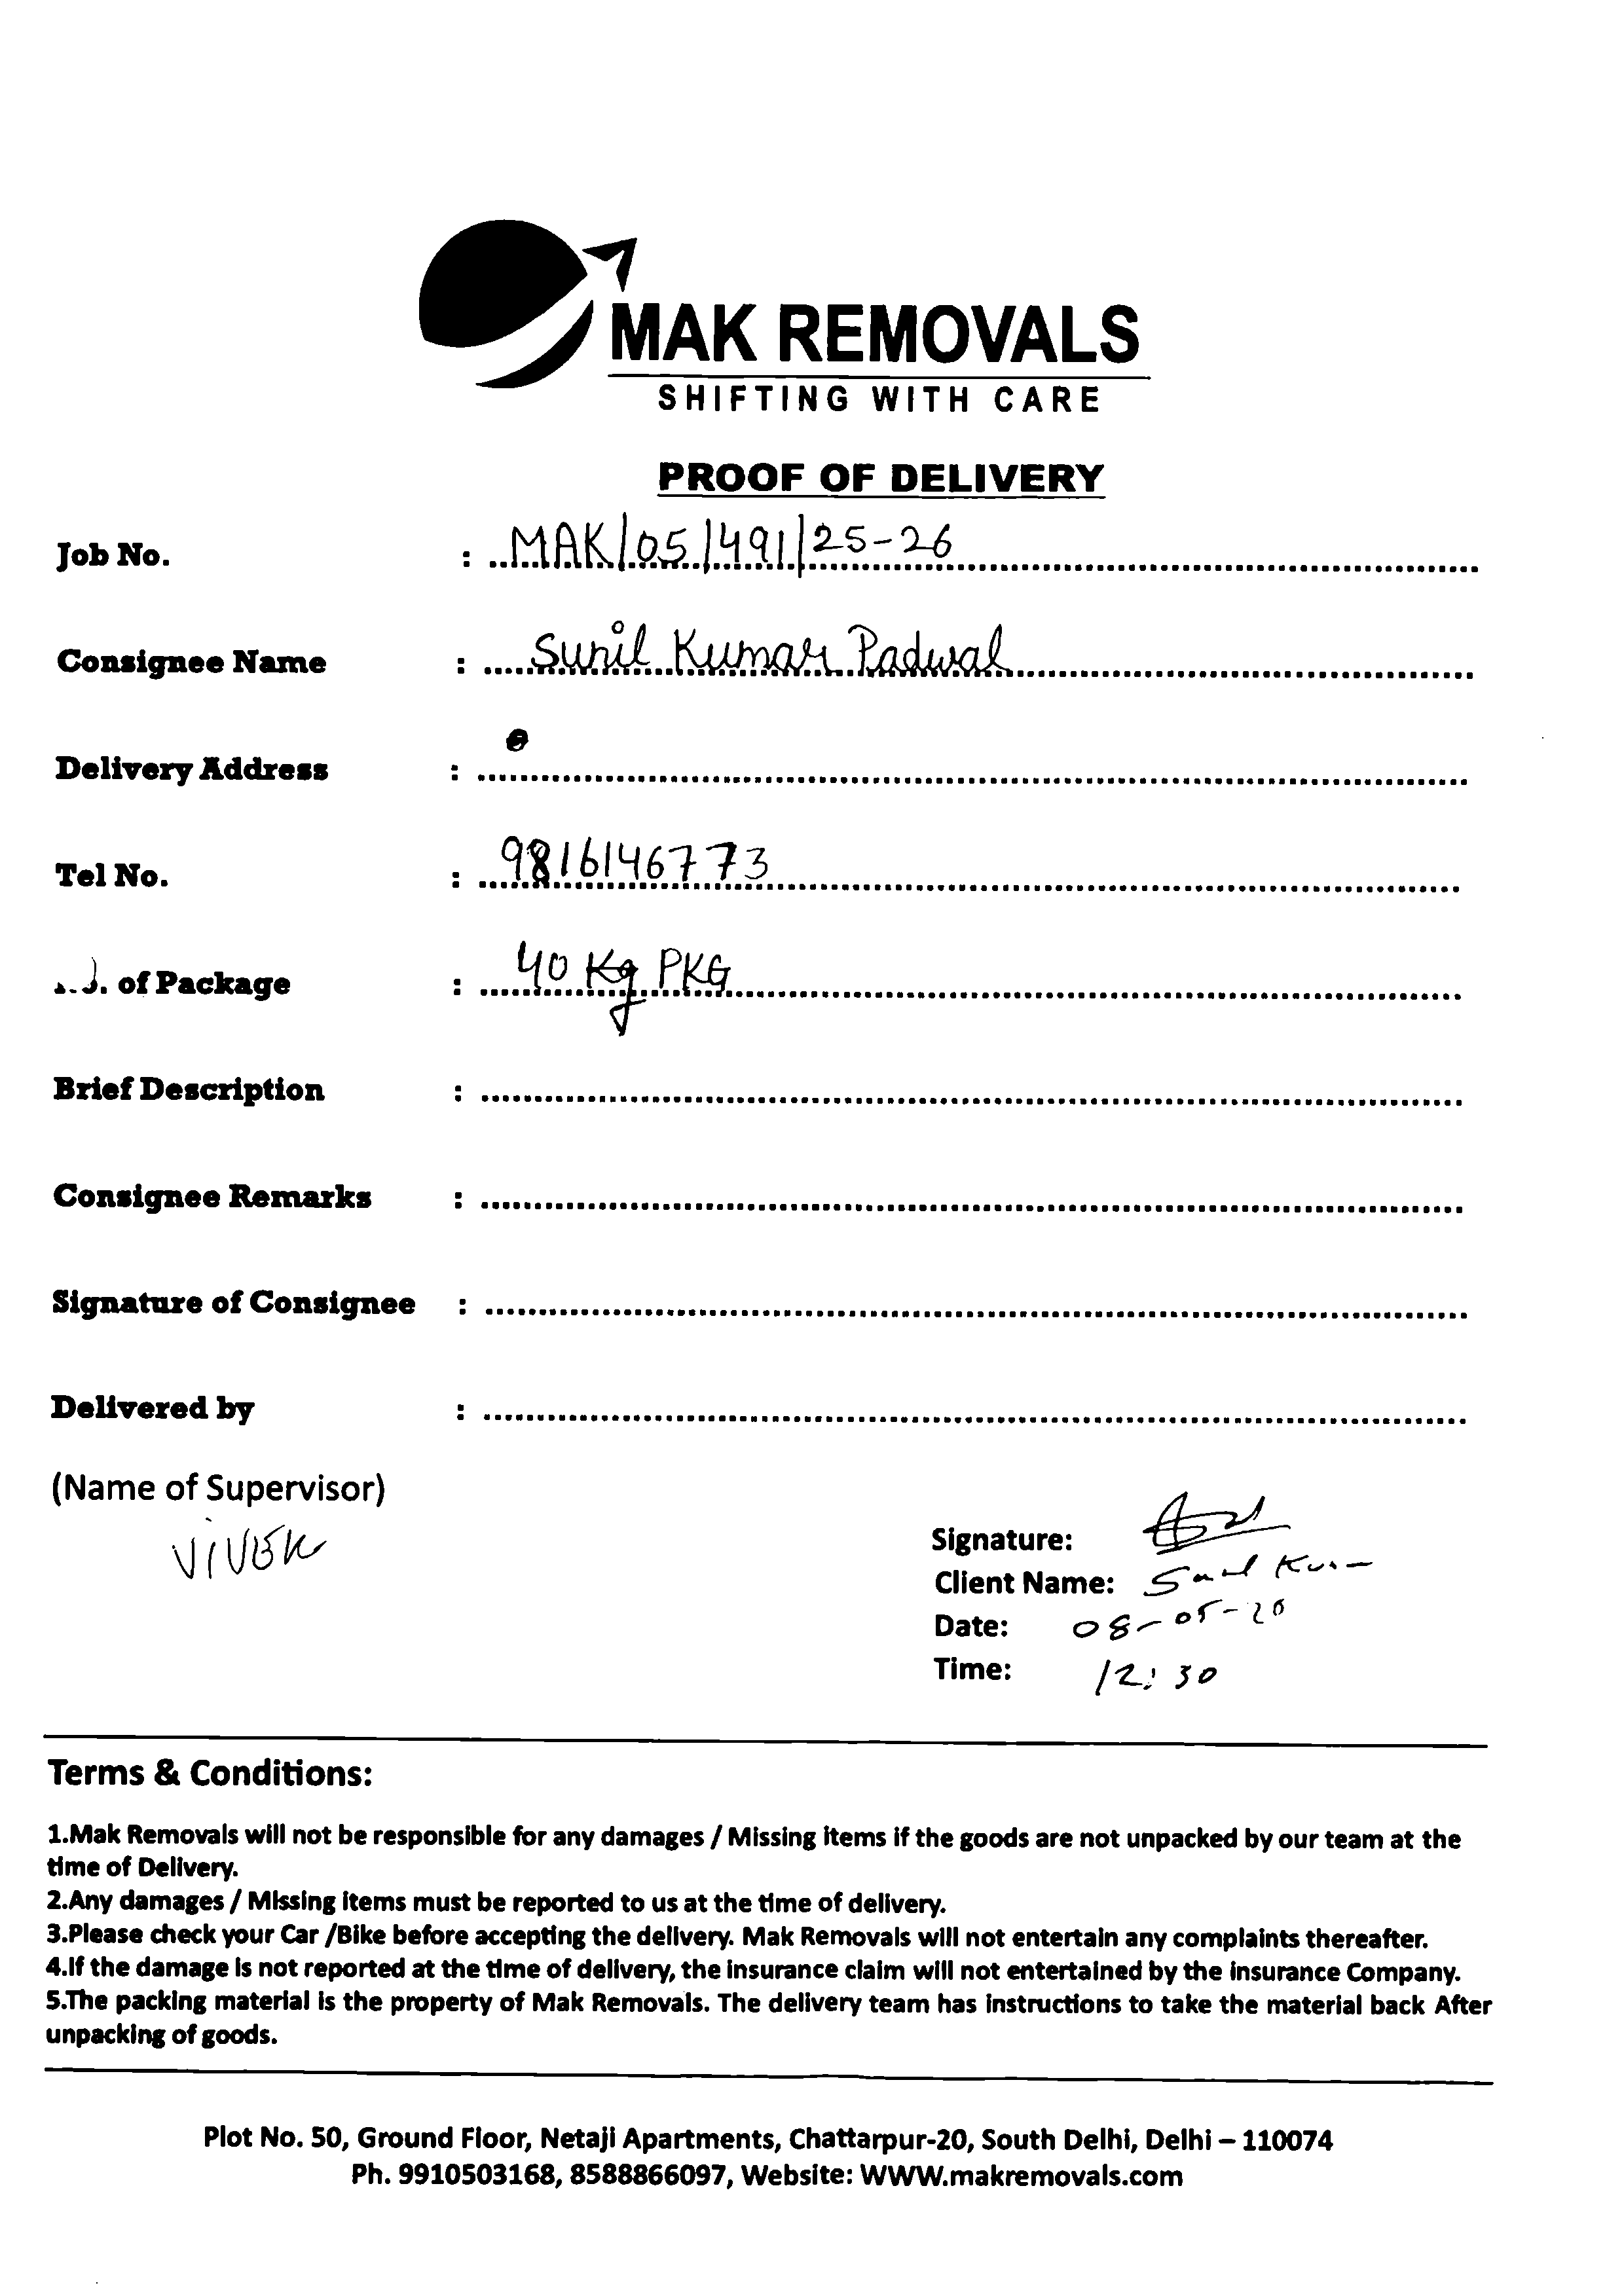 MAK REMOVALS
SHIFTING WITH CARE
PROOF OF DELIVERY
Job No. : MAK/05/491/25-26
Consignee Name : Sunil Kumar Padwal
Delivery Address :
Tel No. : 9816146773
of Package : 40 Kg PKG
Brief Description :
Consignee Remarks :
Signature of Consignee :
Delivered by :
(Name of Supervisor)
VIVEK
Signature:
Client Name: Sunil
Date: 08-05-
Time: 12:30
Terms & Conditions:
1.Mak Removals will not be responsible for any damages / Missing items if the goods are not unpacked by our team at the
time of Delivery.
2.Any damages / Missing items must be reported to us at the time of delivery.
3.Please check your Car /Bike before accepting the delivery. Mak Removals will not entertain any complaints thereafter.
4.If the damage is not reported at the time of delivery, the insurance claim will not entertained by the insurance Company.
5.The packing material is the property of Mak Removals. The delivery team has instructions to take the material back After
unpacking of goods.
Plot No. 50, Ground Floor, Netaji Apartments, Chattarpur-20, South Delhi, Delhi – 110074
Ph. 9910503168, 8588866097, Website: WWW.makremovals.com